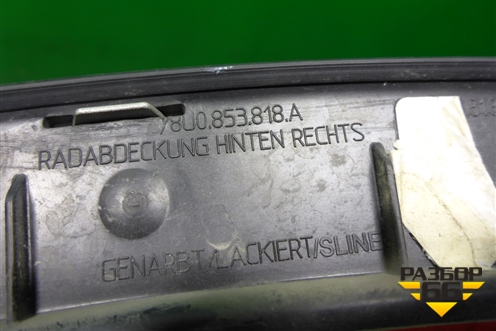 78U0.853.818.A
RADABDECKUNG HINTEN RECHTS
GENARBT/LACKIERT/SLINE
РАЗБОР
66